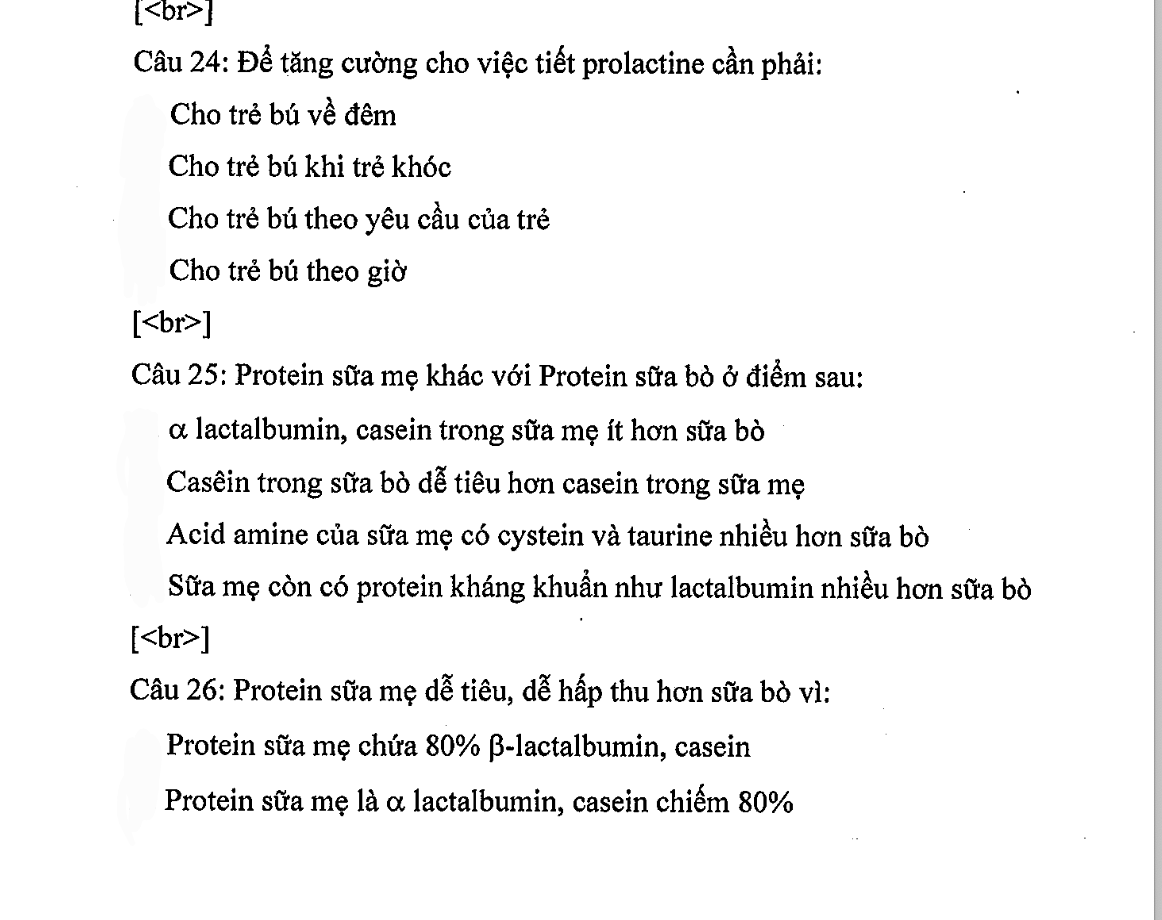 [<br>]
Câu 24: Để tăng cường cho việc tiết prolactine cần phải:
Cho trẻ bú về đêm
Cho trẻ bú khi trẻ khóc
Cho trẻ bú theo yêu cầu của trẻ
Cho trẻ bú theo giờ
[<br>]
Câu 25: Protein sữa mẹ khác với Protein sữa bò ở điểm sau:
α lactalbumin, casein trong sữa mẹ ít hơn sữa bò
Casêin trong sữa bò dễ tiêu hơn casein trong sữa mẹ
Acid amine của sữa mẹ có cystein và taurine nhiều hơn sữa bò
Sữa mẹ còn có protein kháng khuẩn như lactalbumin nhiều hơn sữa bò
[<br>]
Câu 26: Protein sữa mẹ dễ tiêu, dễ hấp thu hơn sữa bò vì:
Protein sữa mẹ chứa 80% β-lactalbumin, casein
Protein sữa mẹ là α lactalbumin, casein chiếm 80%